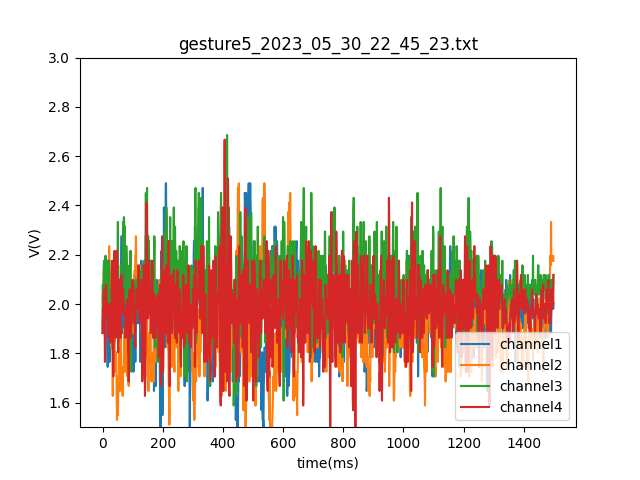 gesture5_2023_05_30_22_45_23.txt
3.0
2.8
2.6
2.4
2.2
2.0
1.8
1.6
V(V)
channel1
channel2
channel3
channel4
0 200 400 600 800 1000 1200 1400
time(ms)